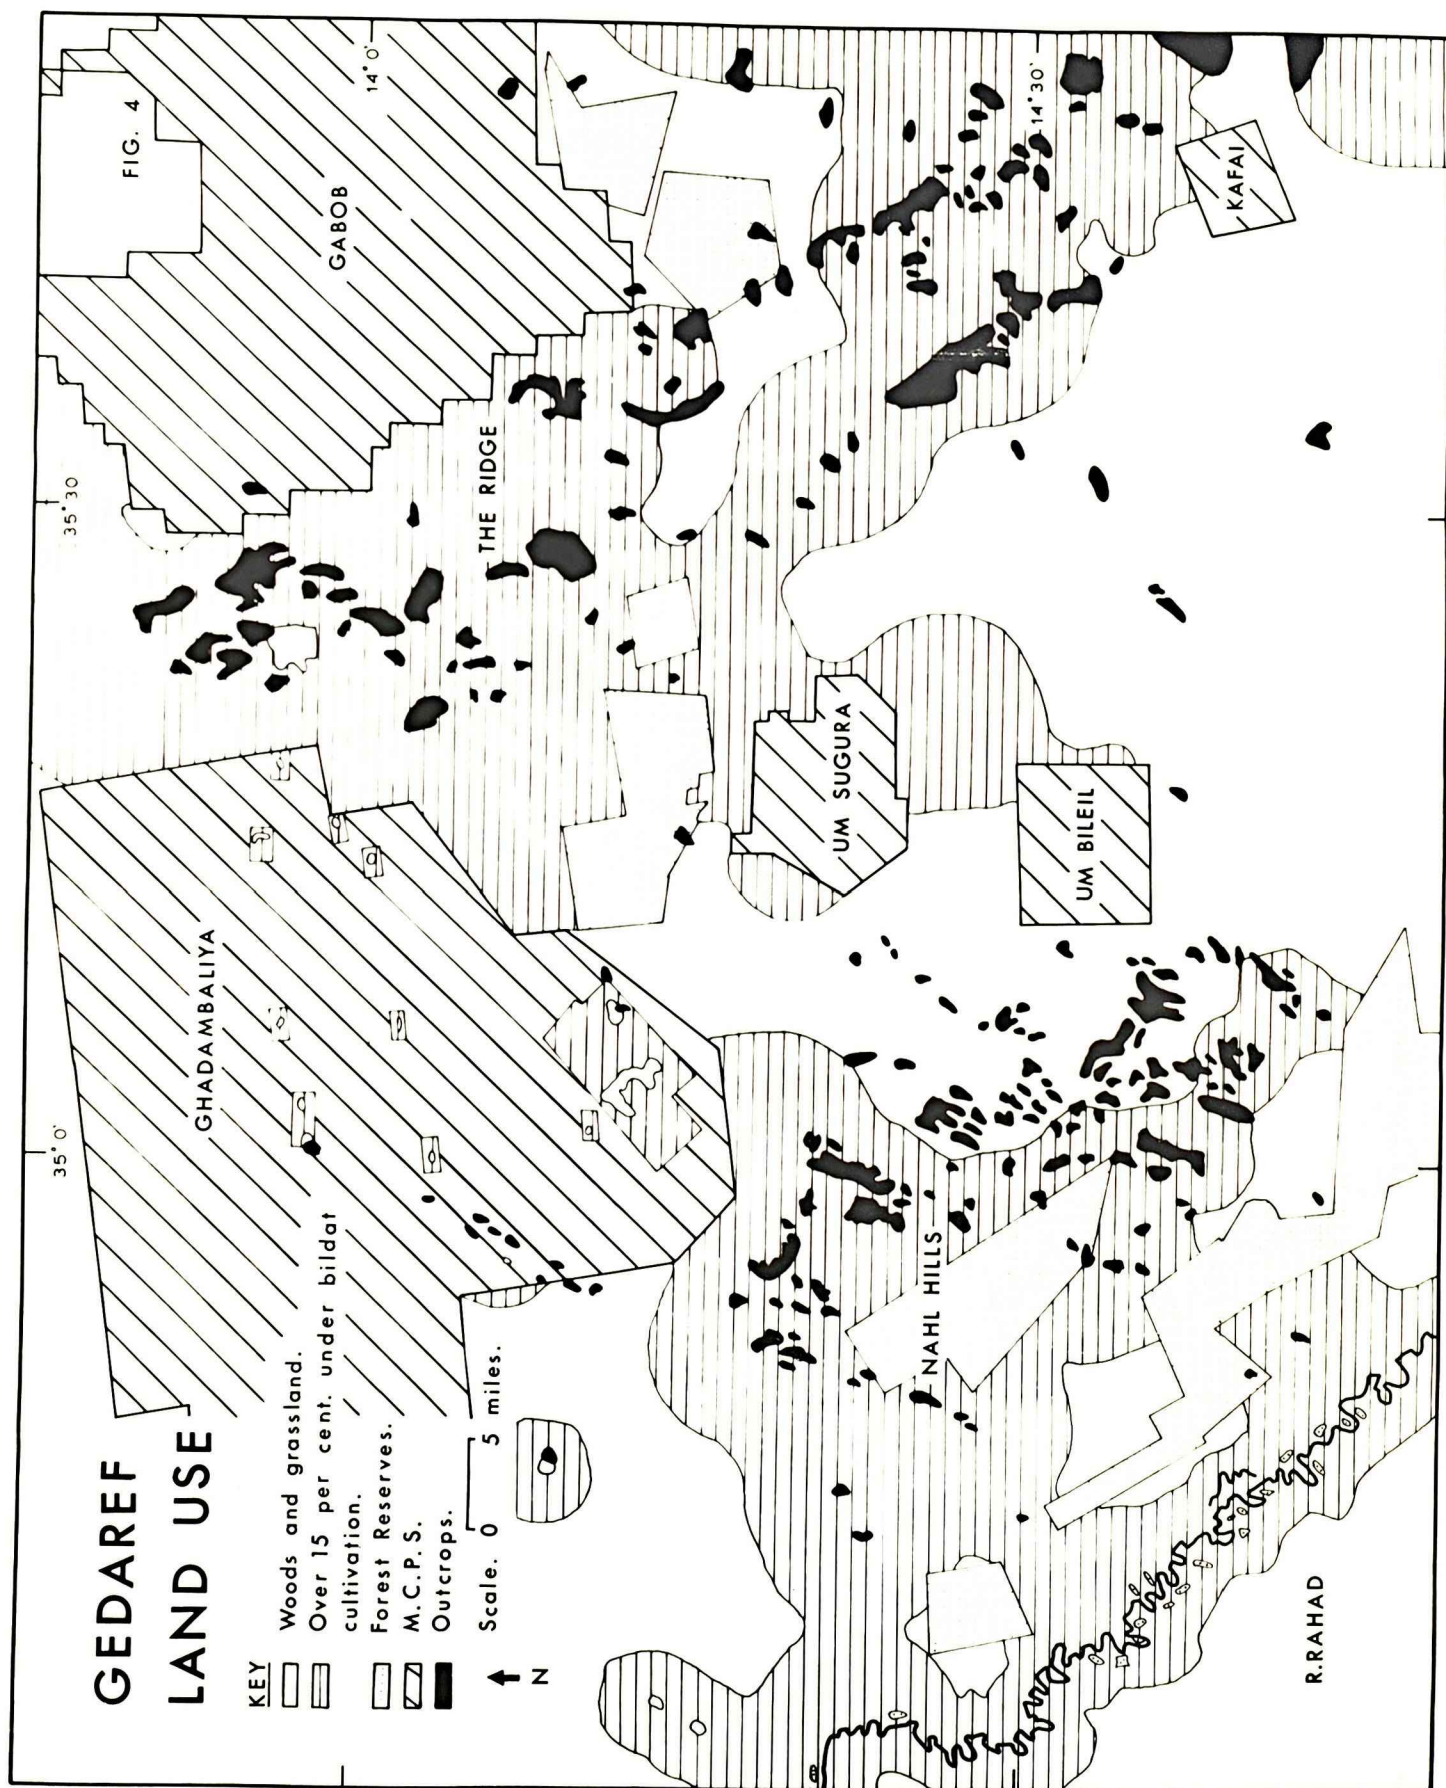 GEDAREF
LAND USE
KEY
Woods and grassland.
Over 15 per cent. under bildat
cultivation.
Forest Reserves.
M.C.P.S.
Outcrops.
Scale. 0 5 miles.
N
FIG. 4
35° 0'
35° 30
14° 0'
14° 30'
GHADAMBALIYA
GABOB
THE RIDGE
UM SUGURA
UM BILEIL
KAFAI
NAHL HILLS
R.RAHAD